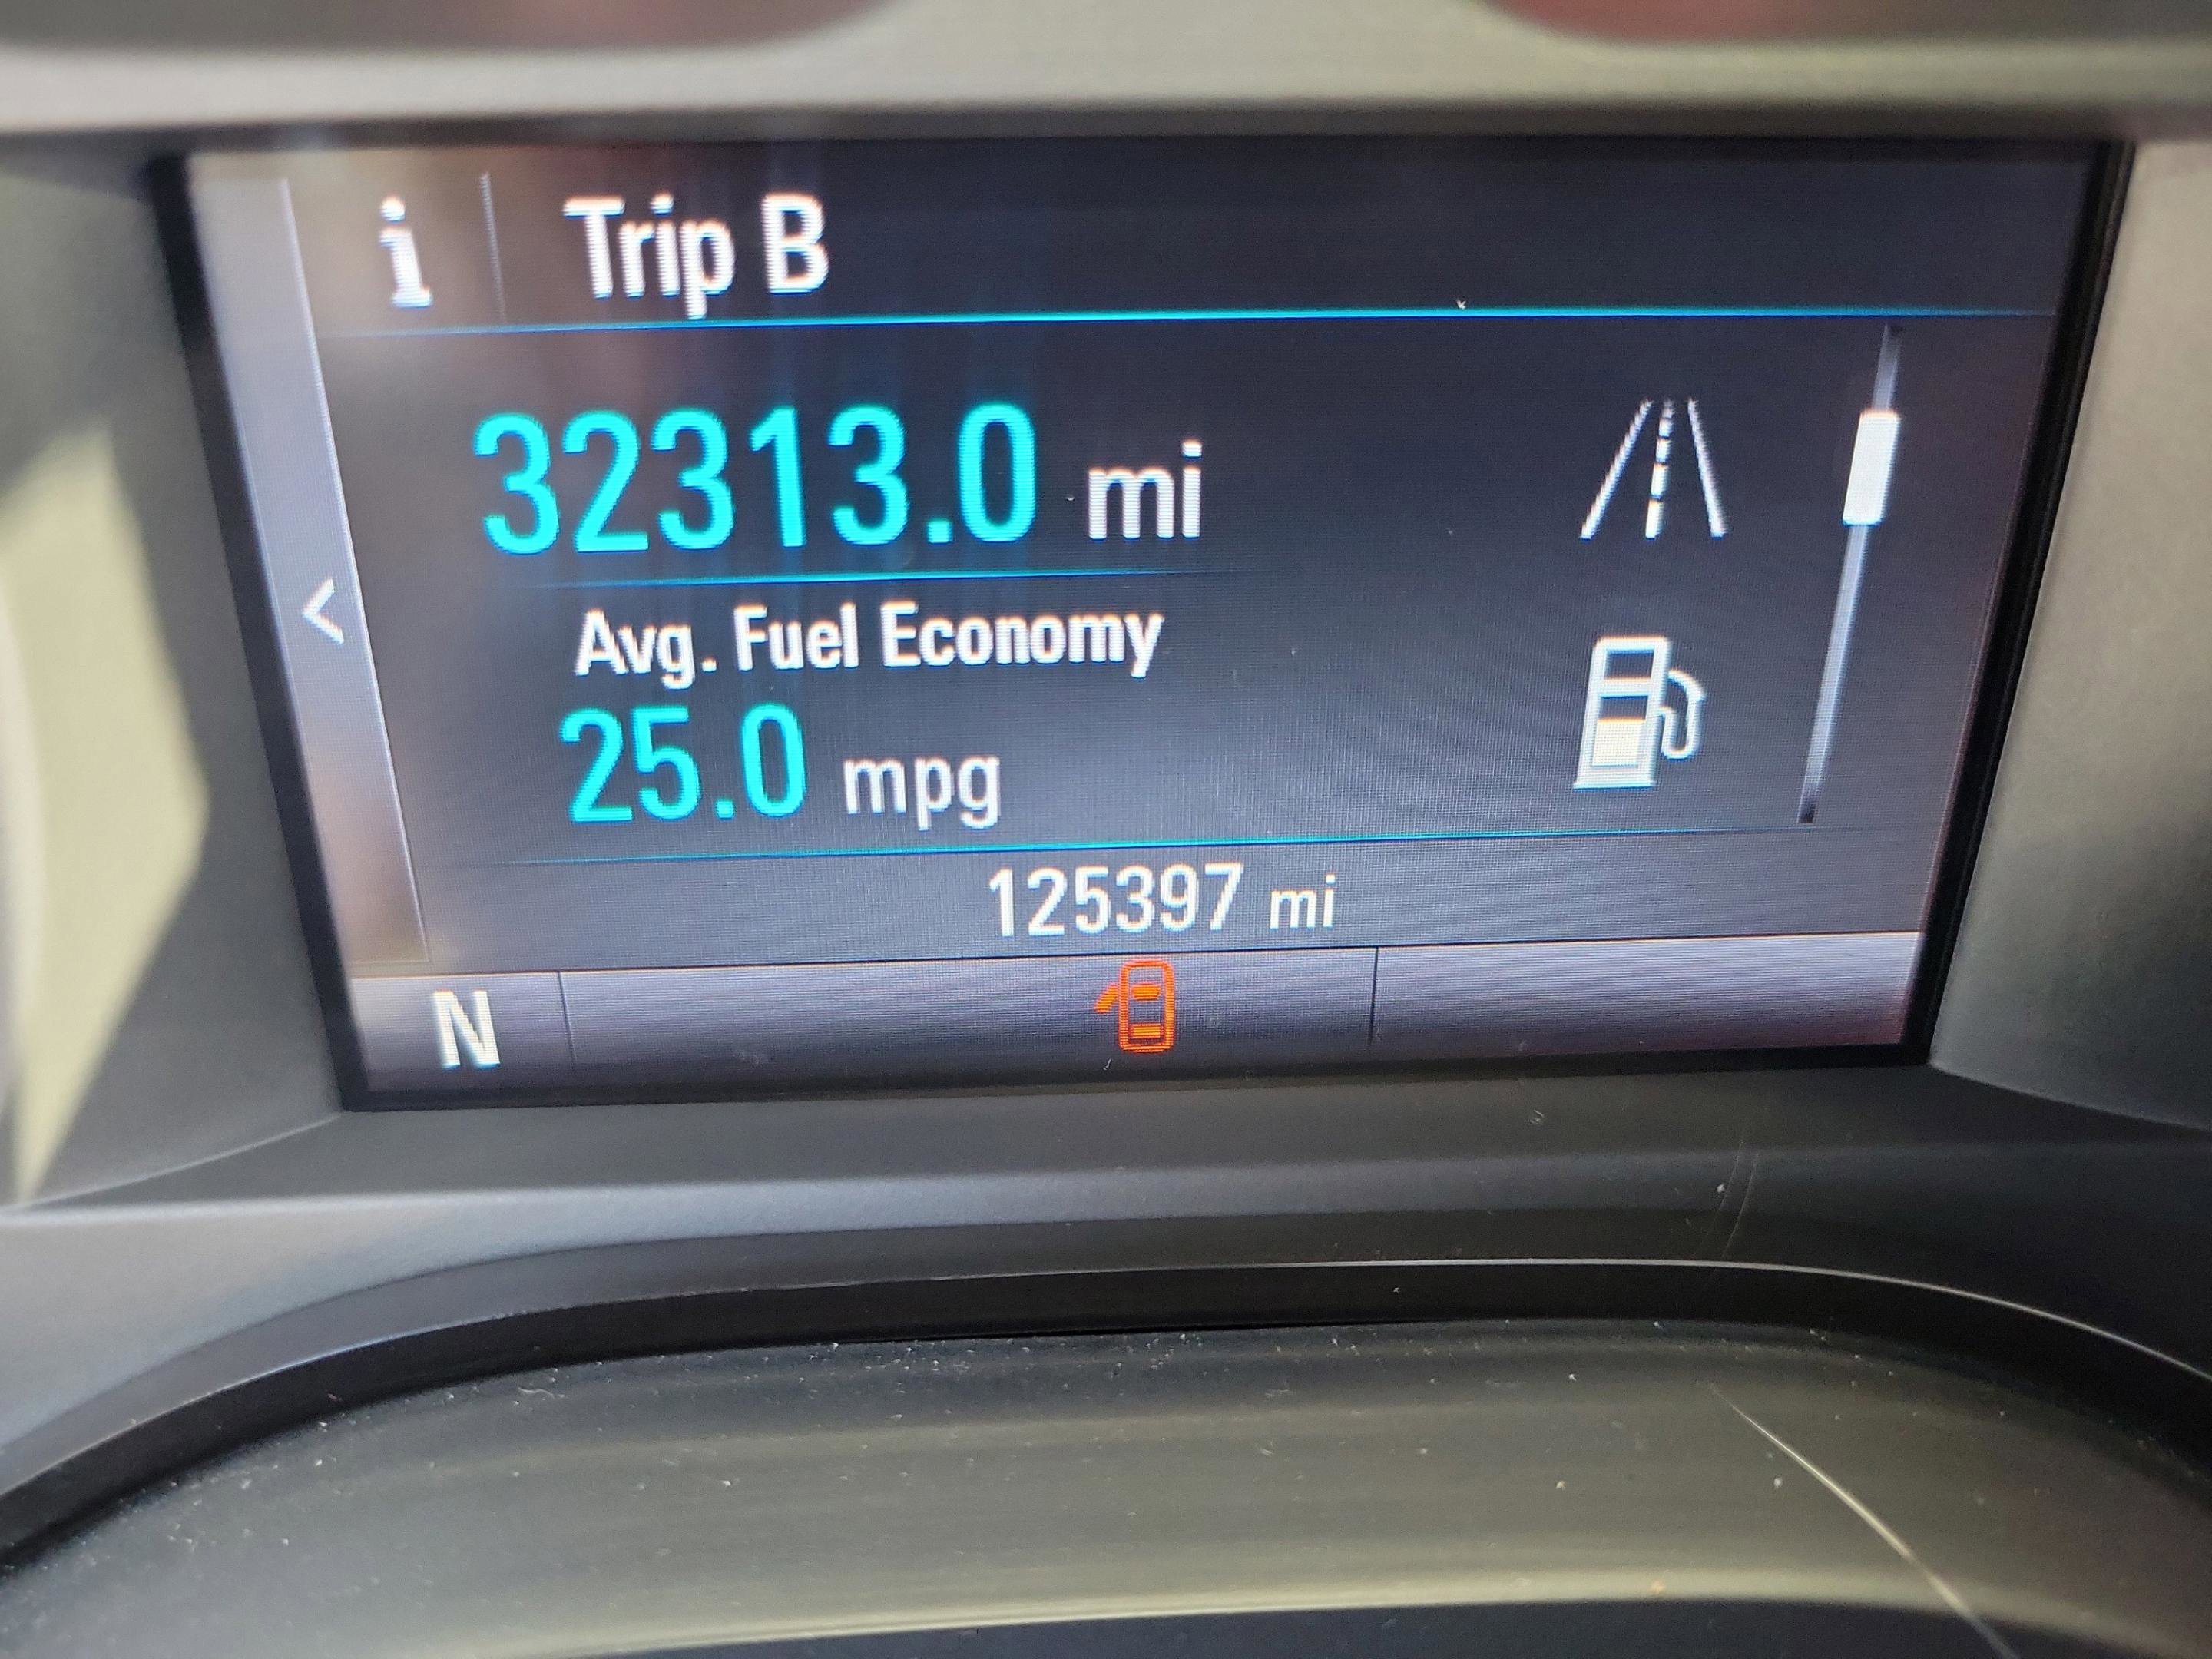 i Trip B
32313.0 mi
Avg. Fuel Economy
25.0 mpg
125397 mi
N